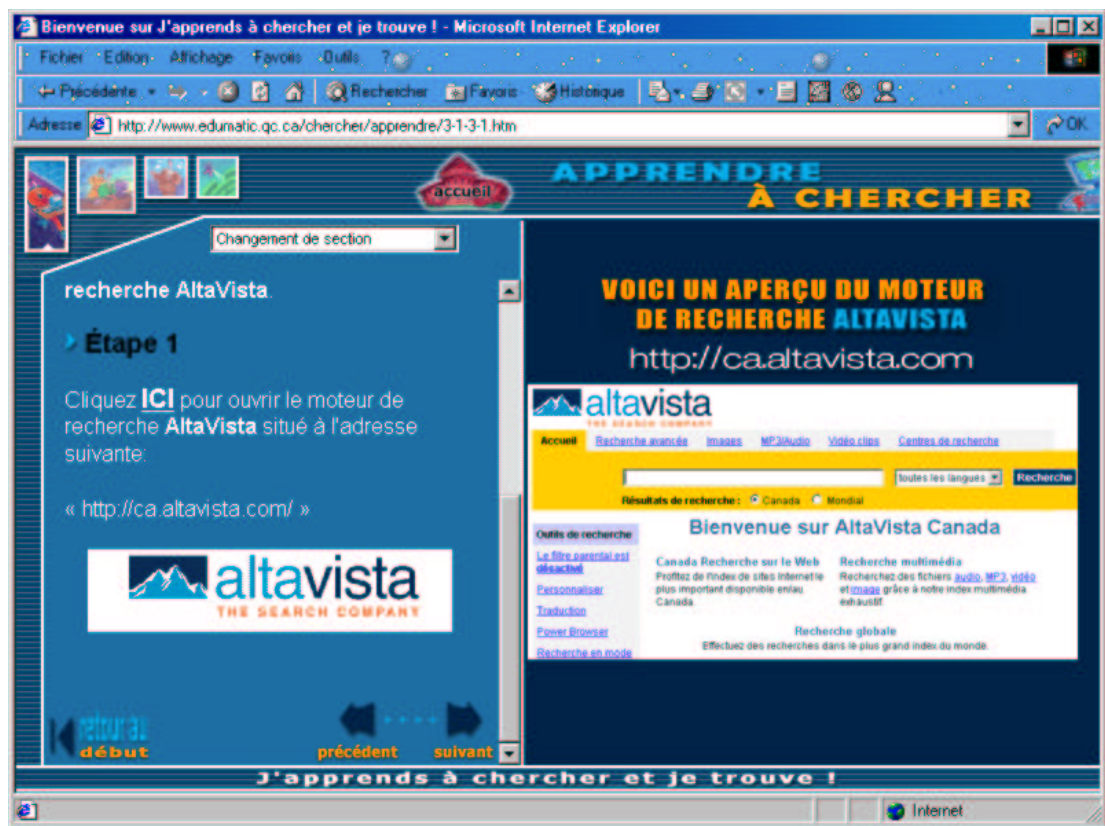 Bienvenue sur J'apprends à chercher et je trouve ! - Microsoft Internet Explorer
Fichier Edition Affichage Favoris Outils ?
Précédente Rechercher Favoris Historique
Adresse http://www.edumatic.qc.ca/chercher/apprendre/3-1-3-1.htm OK
accueil
APPRENDRE
À CHERCHER
Changement de section
recherche AltaVista.
Étape 1
Cliquez ICI pour ouvrir le moteur de
recherche AltaVista situé à l'adresse
suivante:
« http://ca.altavista.com/ »
altavista
THE SEARCH COMPANY
retour au
début
précédent suivant
VOICI UN APERÇU DU MOTEUR
DE RECHERCHE ALTAVISTA
http://ca.altavista.com
altavista
THE SEARCH COMPANY
Accueil Recherche avancée Images MP3/Audio Vidéo clips Centres de recherche
toutes les langues Recherche
Résultats de recherche : Canada Mondial
Outils de recherche
Le filtre parental est
désactivé
Personnaliser
Traduction
Power Browser
Recherche en mode
Bienvenue sur AltaVista Canada
Canada Recherche sur le Web
Profitez de l'index de sites Internet le
plus important disponible en/au
Canada.
Recherche multimédia
Recherchez des fichiers audio, MP3, vidéo
et image grâce à notre index multimédia
exhaustif.
Recherche globale
Effectuez des recherches dans le plus grand index du monde.
J'apprends à chercher et je trouve !
Internet